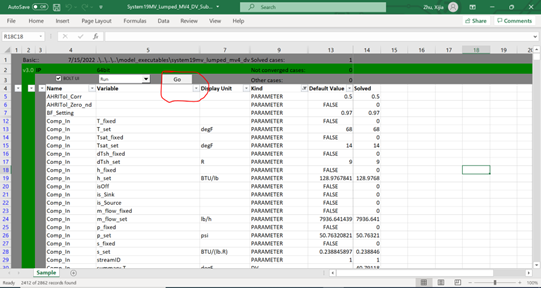 AutoSave Off System19MV_Lumped_MV4_DV_Sub... Search Zhu, Xijia
File Home Insert Page Layout Formulas Data Review View Help Share Comments
R18C18 fx
1 2 3 4 5 7 9 13 14 15 16 17 18 19 20
1 Basic: 7/15/2022 .\..\..\..\model_executables\system19mv_lumped_mv4_dv Solved cases: 1
2 v3.0 Not converged cases: 0
3 BOLT UI Run Go Other cases: 0
4 Name Variable Display Unit Kind Default Value Solved
5 AHRITol_Corr PARAMETER 0.5 0.5
6 AHRITol_Zero_nd PARAMETER FALSE 0
7 BF_Setting PARAMETER 0.97 0.97
12 Comp_In T_fixed PARAMETER FALSE 0
13 Comp_In T_set degF PARAMETER 68 68
14 Comp_In Tsat_fixed PARAMETER FALSE 0
15 Comp_In Tsat_set degF PARAMETER 14 14
16 Comp_In dTsh_fixed PARAMETER FALSE 0
17 Comp_In dTsh_set R PARAMETER 9 9
18 Comp_In h_fixed PARAMETER FALSE 0
19 Comp_In h_set BTU/lb PARAMETER 128.9767841 128.9768
20 Comp_In isOff PARAMETER FALSE 0
21 Comp_In is_Sink PARAMETER FALSE 0
22 Comp_In is_Source PARAMETER FALSE 0
23 Comp_In m_flow_fixed PARAMETER FALSE 0
24 Comp_In m_flow_set lb/h PARAMETER 7936.641439 7936.641
25 Comp_In p_fixed PARAMETER FALSE 0
26 Comp_In p_set psi PARAMETER 50.76320821 50.76321
27 Comp_In s_fixed PARAMETER FALSE 0
28 Comp_In s_set BTU/(lb.R) PARAMETER 0.238845897 0.238846
29 Comp_In streamID PARAMETER 1 1
30 Comp_In summary.T degF DV
Sample
Ready 2412 of 2862 records found 100%